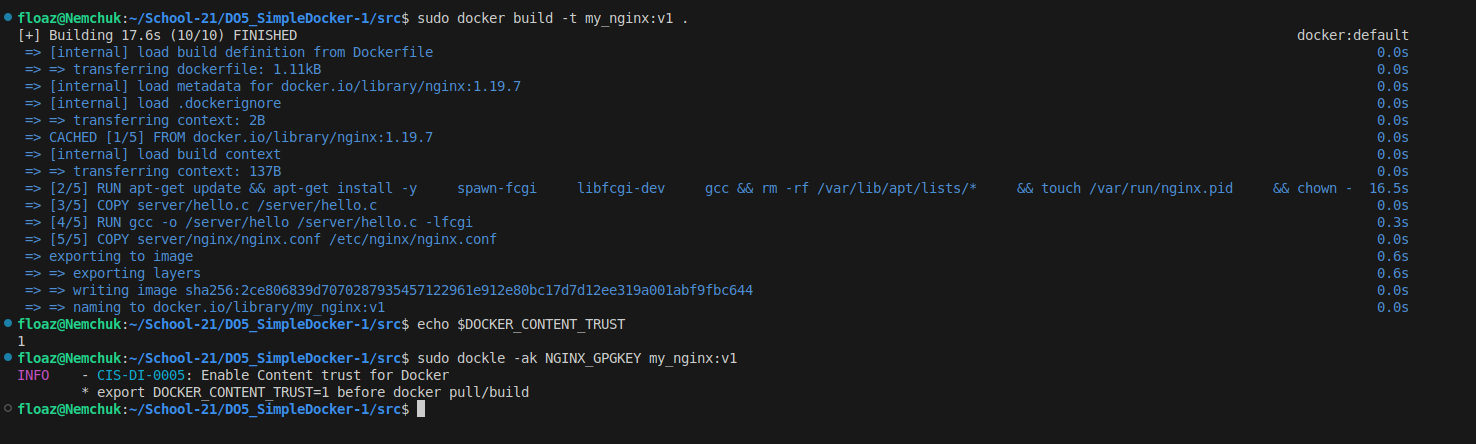 floaz@Nemchuk:~/School-21/DO5_SimpleDocker-1/src$ sudo docker build -t my_nginx:v1 .
[+] Building 17.6s (10/10) FINISHED docker:default
=> [internal] load build definition from Dockerfile 0.0s
=> => transferring dockerfile: 1.11kB 0.0s
=> [internal] load metadata for docker.io/library/nginx:1.19.7 0.0s
=> [internal] load .dockerignore 0.0s
=> => transferring context: 2B 0.0s
=> CACHED [1/5] FROM docker.io/library/nginx:1.19.7 0.0s
=> [internal] load build context 0.0s
=> => transferring context: 137B 0.0s
=> [2/5] RUN apt-get update && apt-get install -y     spawn-fcgi     libfcgi-dev     gcc && rm -rf /var/lib/apt/lists/*     && touch /var/run/nginx.pid     && chown - 16.5s
=> [3/5] COPY server/hello.c /server/hello.c 0.0s
=> [4/5] RUN gcc -o /server/hello /server/hello.c -lfcgi 0.3s
=> [5/5] COPY server/nginx/nginx.conf /etc/nginx/nginx.conf 0.0s
=> exporting to image 0.6s
=> => exporting layers 0.6s
=> => writing image sha256:2ce806839d7070287935457122961e912e80bc17d7d12ee319a001abf9fbc644 0.0s
=> => naming to docker.io/library/my_nginx:v1 0.0s
floaz@Nemchuk:~/School-21/DO5_SimpleDocker-1/src$ echo $DOCKER_CONTENT_TRUST
1
floaz@Nemchuk:~/School-21/DO5_SimpleDocker-1/src$ sudo dockle -ak NGINX_GPGKEY my_nginx:v1
INFO    - CIS-DI-0005: Enable Content trust for Docker
* export DOCKER_CONTENT_TRUST=1 before docker pull/build
floaz@Nemchuk:~/School-21/DO5_SimpleDocker-1/src$